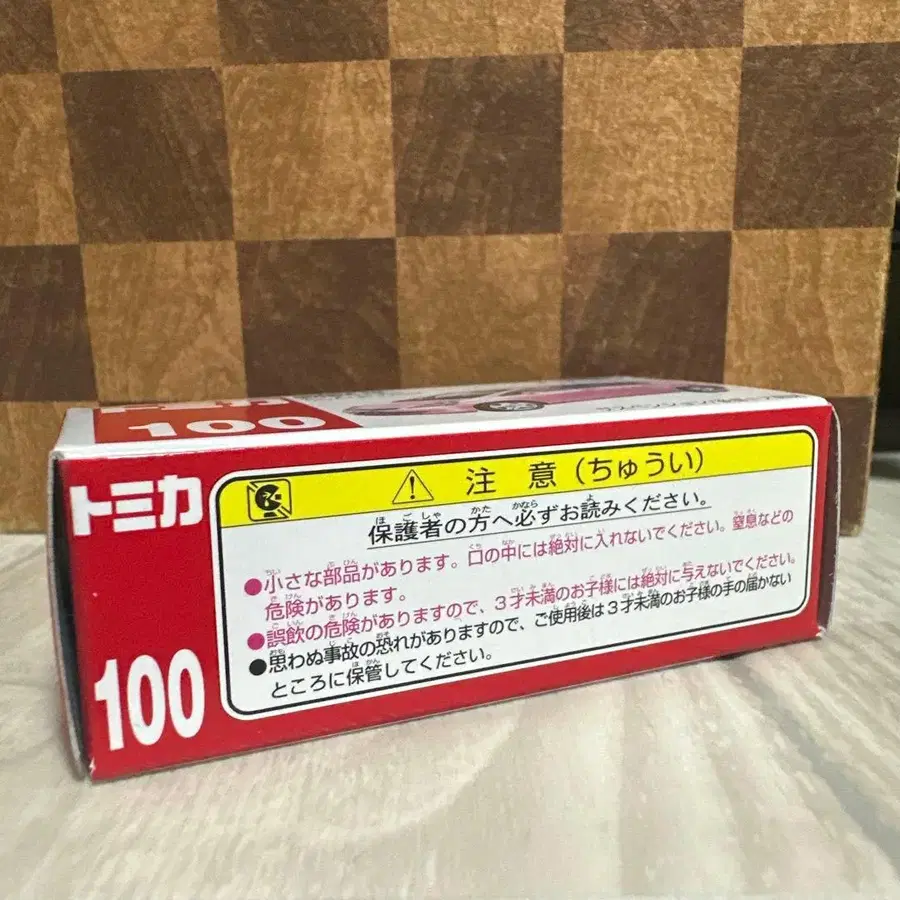 トミカ
100
サスペンション
トミカ
100
注意(ちゅうい)
保護者の方へ必ずお読みください。
●小さな部品があります。口の中には絶対に入れないでください。窒息などの
危険があります。
●誤飲の危険がありますので、3才未満のお子様には絶対に与えないでください。
●思わぬ事故の恐れがありますので、ご使用後は3才未満のお子様の手の届かない
ところに保管してください。